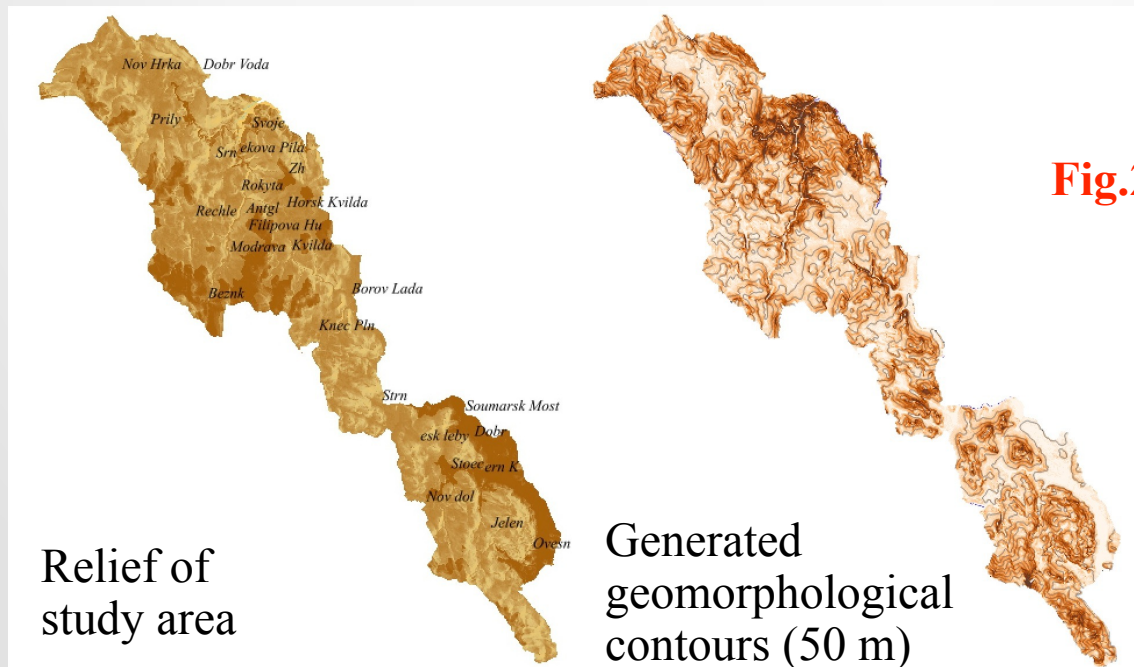 Nov Hrka
Dobr Voda
Prily
Svoje
Srn
ekova Pila
Zh
Rokyta
Rechle
Antgl
Horsk Kvilda
Filipova Hu
Modrava
Kvilda
Beznk
Borov Lada
Knec Pln
Strn
Soumarsk Most
esk leby
Dobr
Stoec
ern K
Nov dol
Jelen
Ovesn
Relief of
study area
Fig.2
Generated
geomorphological
contours (50 m)